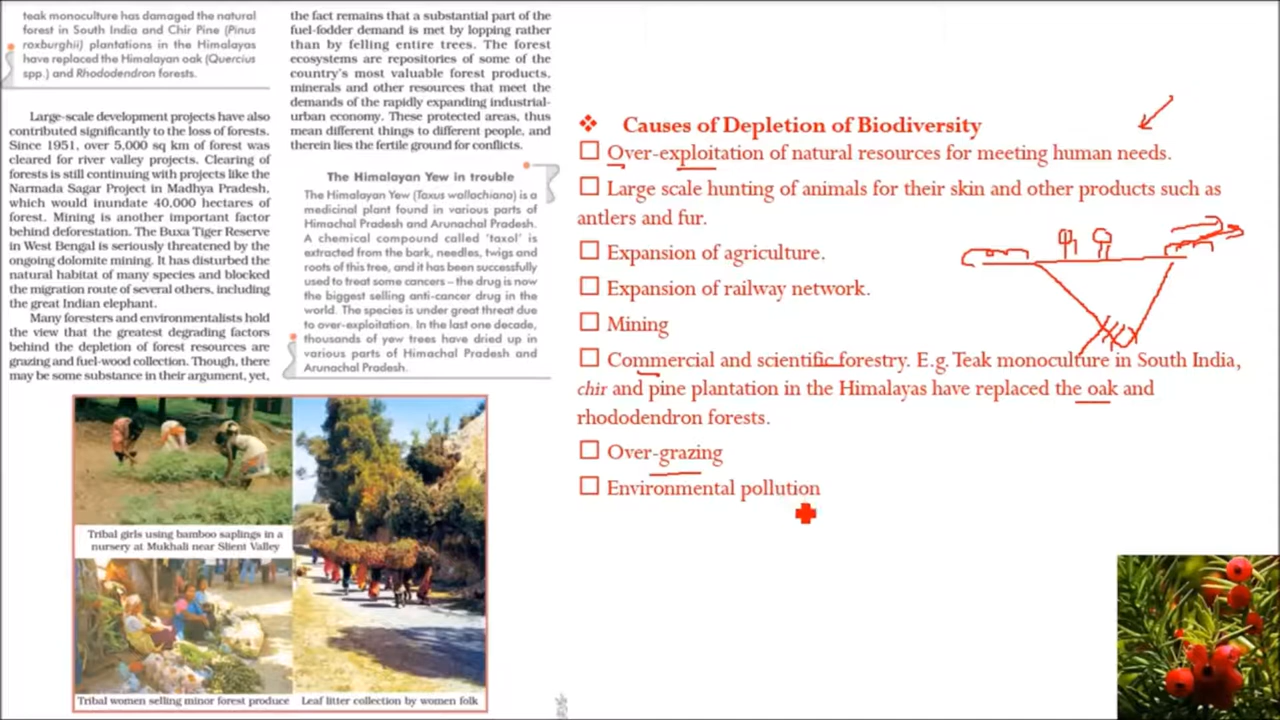 teak monoculture has damaged the natural
forest in South India and Chir Pine (Pinus
roxburghii) plantations in the Himalayas
have replaced the Himalayan oak (Quercius
spp.) and Rhododendron forests.
Large-scale development projects have also
contributed significantly to the loss of forests.
Since 1951, over 5,000 sq km of forest was
cleared for river valley projects. Clearing of
forests is still continuing with projects like the
Narmada Sagar Project in Madhya Pradesh,
which would inundate 40,000 hectares of
forest. Mining is another important factor
behind deforestation. The Buxa Tiger Reserve
in West Bengal is seriously threatened by the
ongoing dolomite mining. It has disturbed the
natural habitat of many species and blocked
the migration route of several others, including
the great Indian elephant.
Many foresters and environmentalists hold
the view that the greatest degrading factors
behind the depletion of forest resources are
grazing and fuel-wood collection. Though, there
may be some substance in their argument, yet,
the fact remains that a substantial part of the
fuel-fodder demand is met by lopping rather
than by felling entire trees. The forest
ecosystems are repositories of some of the
country's most valuable forest products,
minerals and other resources that meet the
demands of the rapidly expanding industrial-
urban economy. These protected areas, thus
mean different things to different people, and
therein lies the fertile ground for conflicts.
The Himalayan Yew in trouble
The Himalayan Yew (Taxus wallachiana) is a
medicinal plant found in various parts of
Himachal Pradesh and Arunachal Pradesh.
A chemical compound called 'taxol' is
extracted from the bark, needles, twigs and
roots of this tree, and it has been successfully
used to treat some cancers – the drug is now
the biggest selling anti-cancer drug in the
world. The species is under great threat due
to over-exploitation. In the last one decade,
thousands of yew trees have dried up in
various parts of Himachal Pradesh and
Arunachal Pradesh.
Tribal girls using bamboo saplings in a
nursery at Mukhali near Slient Valley
Tribal women selling minor forest produce
Leaf litter collection by women folk
❖ Causes of Depletion of Biodiversity
☐ Over-exploitation of natural resources for meeting human needs.
☐ Large scale hunting of animals for their skin and other products such as
antlers and fur.
☐ Expansion of agriculture.
☐ Expansion of railway network.
☐ Mining
☐ Commercial and scientific forestry. E.g. Teak monoculture in South India,
chir and pine plantation in the Himalayas have replaced the oak and
rhododendron forests.
☐ Over-grazing
☐ Environmental pollution